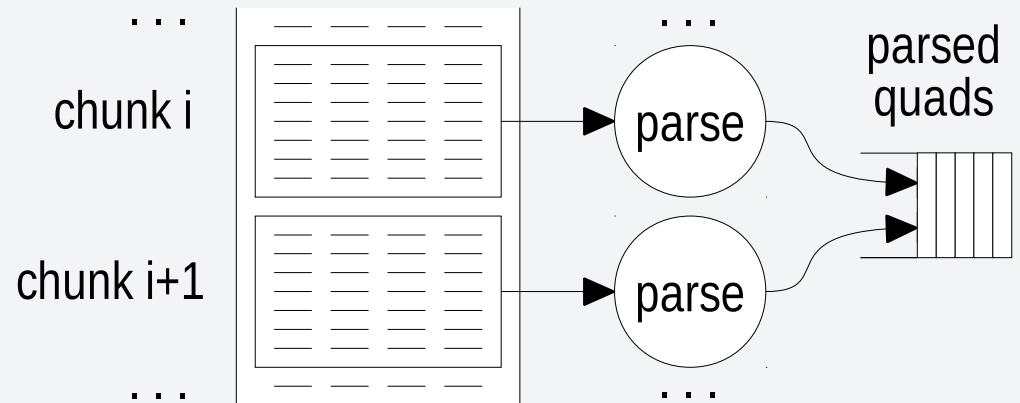 . . .
. . .
parsed
quads
chunk i
parse
chunk i+1
parse
. . .
. . .